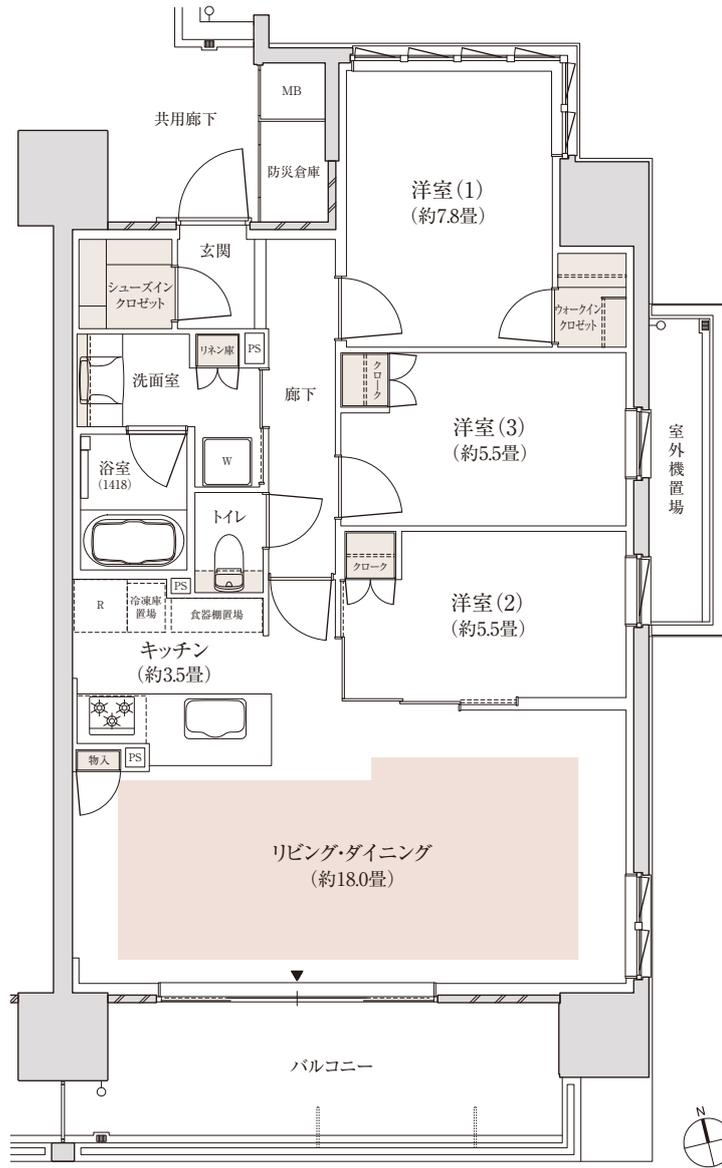 MB
共用廊下
防災倉庫
洋室（1）
（約7.8畳）
玄関
シューズイン
クロゼット
ウォークイン
クロゼット
リネン庫
PS
洗面室
廊下
クローク
洋室（3）
（約5.5畳）
室外機置場
浴室
（1418）
W
トイレ
クローク
洋室（2）
（約5.5畳）
PS
R
冷凍庫
置場
食器棚置場
キッチン
（約3.5畳）
物入
PS
リビング・ダイニング
（約18.0畳）
バルコニー
N